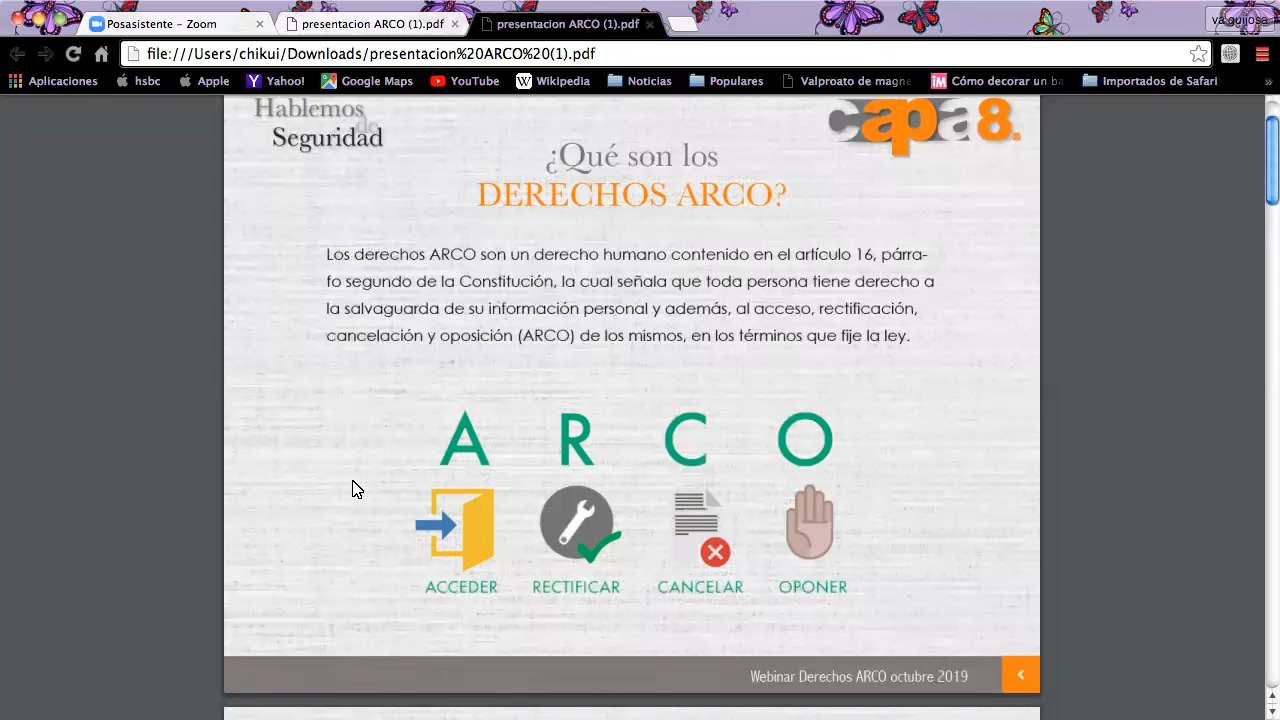 Posasistente – Zoom
presentacion ARCO (1).pdf
presentacion ARCO (1).pdf
va guijosa
file:///Users/chikui/Downloads/presentacion%20ARCO%20(1).pdf
Aplicaciones
hsbc
Apple
Yahoo!
Google Maps
YouTube
Wikipedia
Noticias
Populares
Valproato de magne
Cómo decorar un ba
Importados de Safari
»
Hablemos
de
Seguridad
capa8®
¿Qué son los
DERECHOS ARCO?
Los derechos ARCO son un derecho humano contenido en el artículo 16, párra-
fo segundo de la Constitución, la cual señala que toda persona tiene derecho a
la salvaguarda de su información personal y además, al acceso, rectificación,
cancelación y oposición (ARCO) de los mismos, en los términos que fije la ley.
A R C O
ACCEDER RECTIFICAR CANCELAR OPONER
Webinar Derechos ARCO octubre 2019